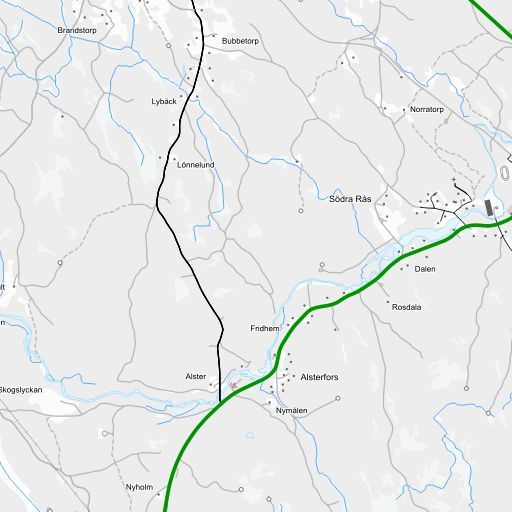 Brandstorp
Bubbetorp
Lybäck
Norratorp
Lönnelund
Södra Rås
Dalen
Rosdala
Fridhem
Skogslyckan
Alster
Alsterfors
Nymålen
Nyholm